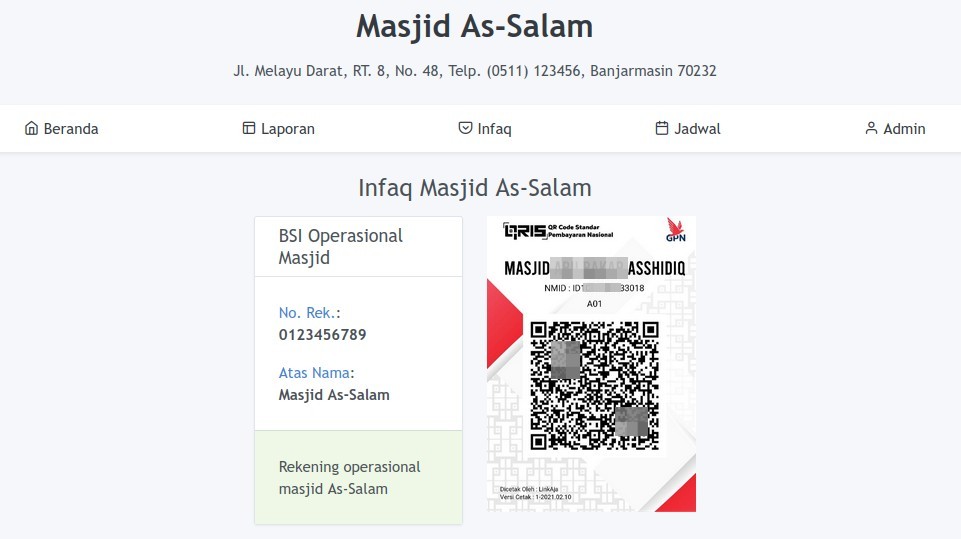 Masjid As-Salam
Jl. Melayu Darat, RT. 8, No. 48, Telp. (0511) 123456, Banjarmasin 70232
Beranda
Laporan
Infaq
Jadwal
Admin
Infaq Masjid As-Salam
BSI Operasional
Masjid
No. Rek.:
0123456789
Atas Nama:
Masjid As-Salam
Rekening operasional
masjid As-Salam
QRIS
QR Code Standar
Pembayaran Nasional
GPN
MASJID ASSHIDIQ
NMID : ID1 33018
A01
Dicetak Oleh : LinkAja
Versi Cetak : 1-2021.02.10